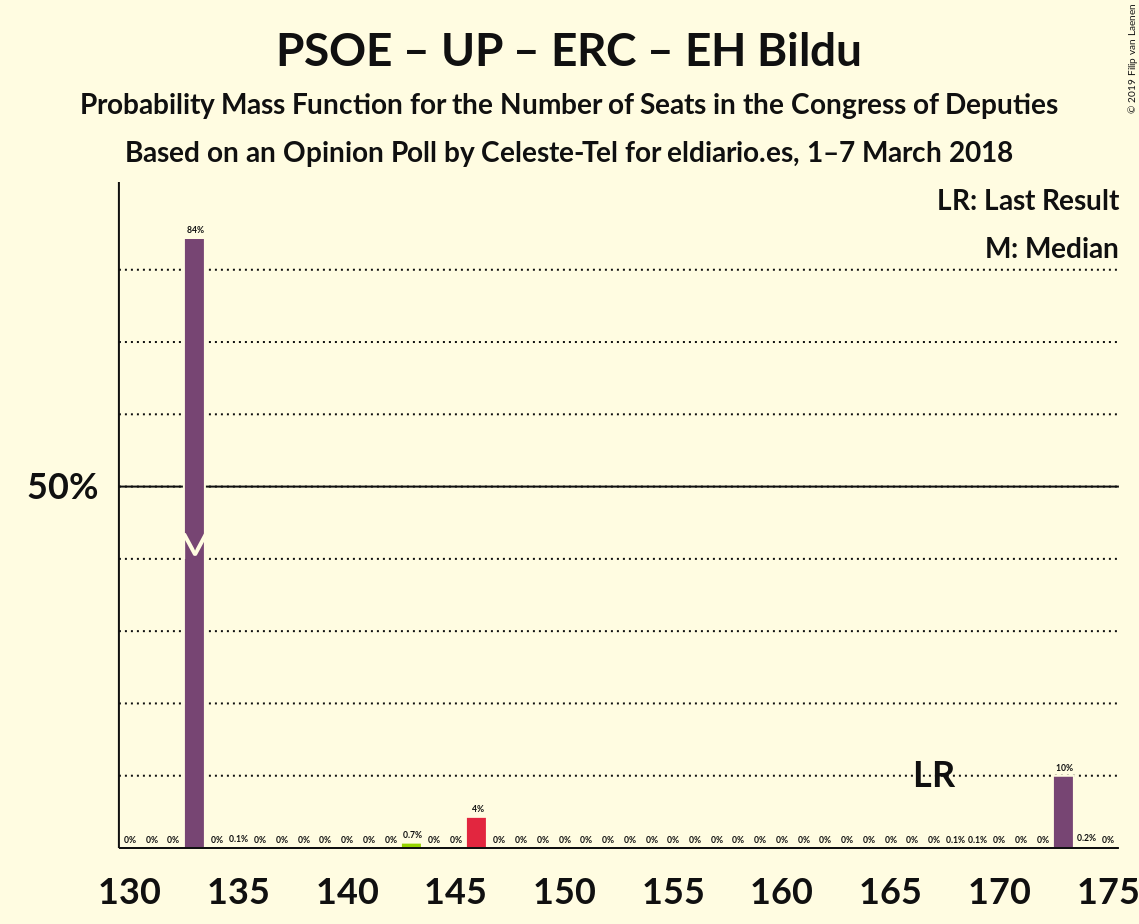 PSOE – UP – ERC – EH Bildu
Probability Mass Function for the Number of Seats in the Congress of Deputies
Based on an Opinion Poll by Celeste-Tel for eldiario.es, 1–7 March 2018
© 2019 Filip van Laenen
LR: Last Result
M: Median
50%
LR
0% 0% 0% 84% 0% 0.1% 0% 0% 0% 0% 0% 0% 0% 0.7% 0% 0% 4% 0% 0% 0% 0% 0% 0% 0% 0% 0% 0% 0% 0% 0% 0% 0% 0% 0% 0% 0% 0% 0% 0.1% 0.1% 0% 0% 0% 10% 0.2% 0%
130 135 140 145 150 155 160 165 170 175